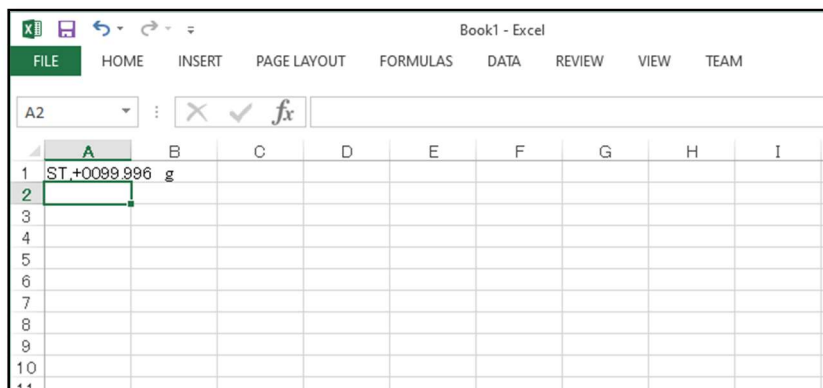 Book1 - Excel
FILE HOME INSERT PAGE LAYOUT FORMULAS DATA REVIEW VIEW TEAM
A2 fx
A B C D E F G H I
1 ST,+0099.996 g
2
3
4
5
6
7
8
9
10